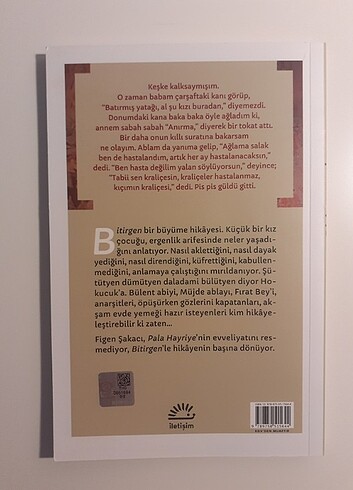 Keşke kalksaymışım.
O zaman babam çarşaftaki kanı görüp,
"Batırmış yatağı, al şu kızı buradan," diyemezdi.
Donumdaki kana baka baka öyle ağladım ki,
annem sabah sabah "Anırma," diyerek bir tokat attı.
Bir daha onun kıllı suratına bakarsam
ne olayım. Ablam da yanıma gelip, "Ağlama salak
ben de hastalandım, artık her ay hastalanacaksın,"
dedi. "Ben hasta değilim yalan söylüyorsun," deyince;
"Tabii sen kraliçesin, kraliçeler hastalanmaz,
kıçımın kraliçesi," dedi. Pis pis güldü gitti.
Bitirgen bir büyüme hikâyesi. Küçük bir kız
çocuğu, ergenlik arifesinde neler yaşadı-
ğını anlatıyor. Nasıl aklettiğini, nasıl dayak
yediğini, nasıl direndiğini, küfrettiğini, kabullen-
mediğini, anlamaya çalıştığını mırıldanıyor. Şü-
tütyen dümütyen daladami bülütyen diyor Ho-
kucuk'a. Bülent abiyi, Müjde ablayı, Fırat Bey'i,
anarşitleri, öpüşürken gözlerini kapatanları, ak-
şam evde yemeği hazır isteyenleri kim hikâye-
leştirebilir ki zaten...
Figen Şakacı, Pala Hayriye'nin evveliyatını res-
mediyor, Bitirgen'le hikâyenin başına dönüyor.
iletişim